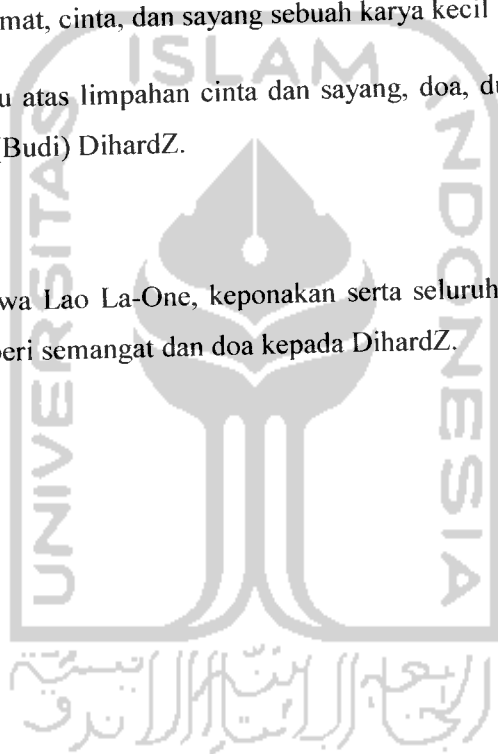 mat, cinta, dan sayang sebuah karya kecil
ISLAM
u atas limpahan cinta dan sayang, doa, du
(Budi) DihardZ.
UNIVERSITAS
INDONESIA
wa Lao La-One, keponakan serta seluruh
beri semangat dan doa kepada DihardZ.